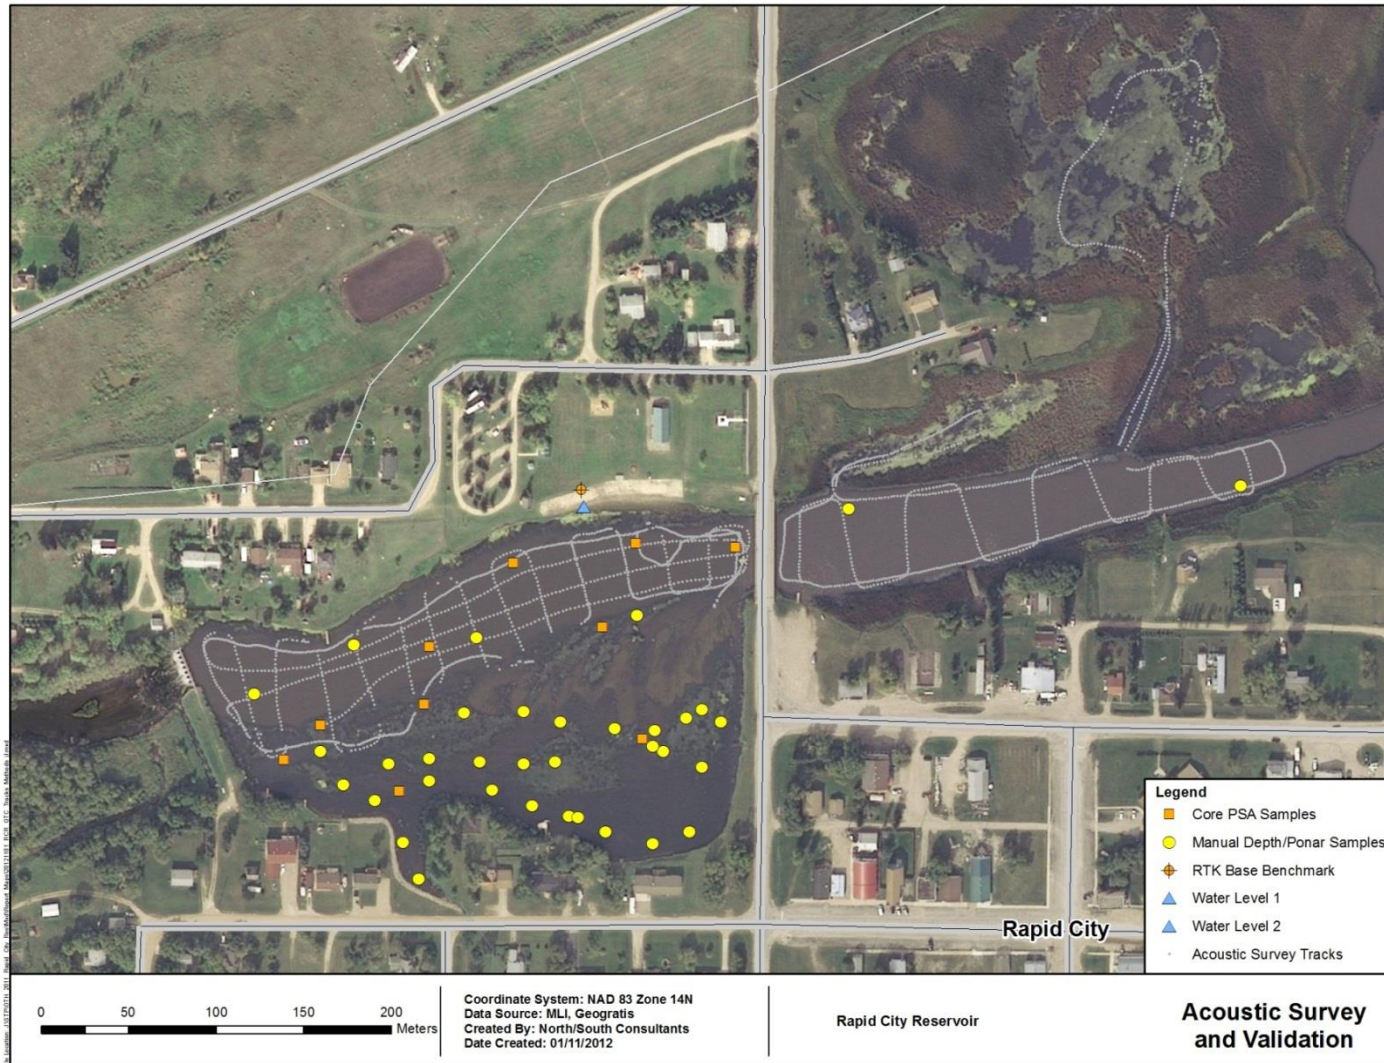 Rapid City
Legend
Core PSA Samples
Manual Depth/Ponar Samples
RTK Base Benchmark
Water Level 1
Water Level 2
Acoustic Survey Tracks
0 50 100 200
Meters
Coordinate System: NAD 83 Zone 14N
Data Source: MLI, Geogratis
Created By: North/South Consultants
Date Created: 01/11/2012
Rapid City Reservoir
Acoustic Survey
and Validation